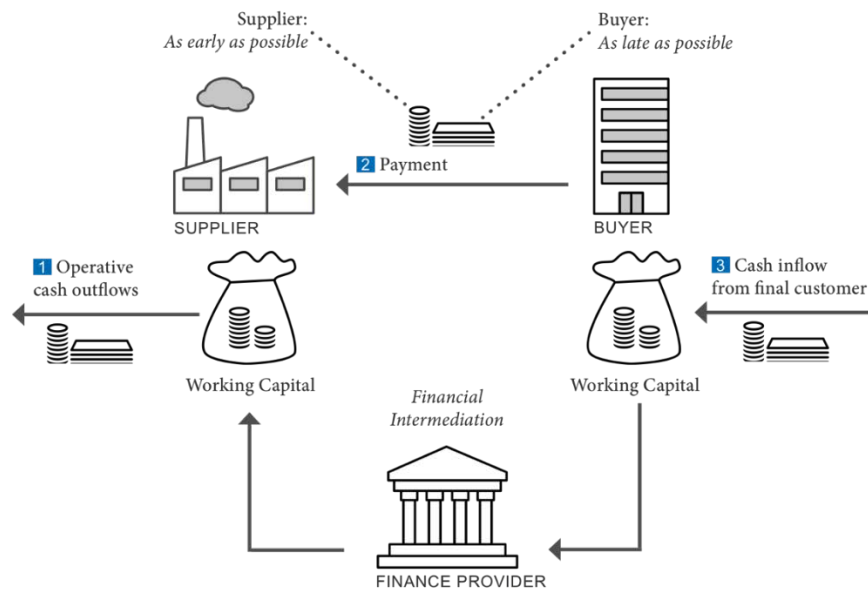 Supplier:
As early as possible
Buyer:
As late as possible
2 Payment
SUPPLIER
BUYER
1 Operative
cash outflows
3 Cash inflow
from final customer
Working Capital
Working Capital
Financial
Intermediation
FINANCE PROVIDER